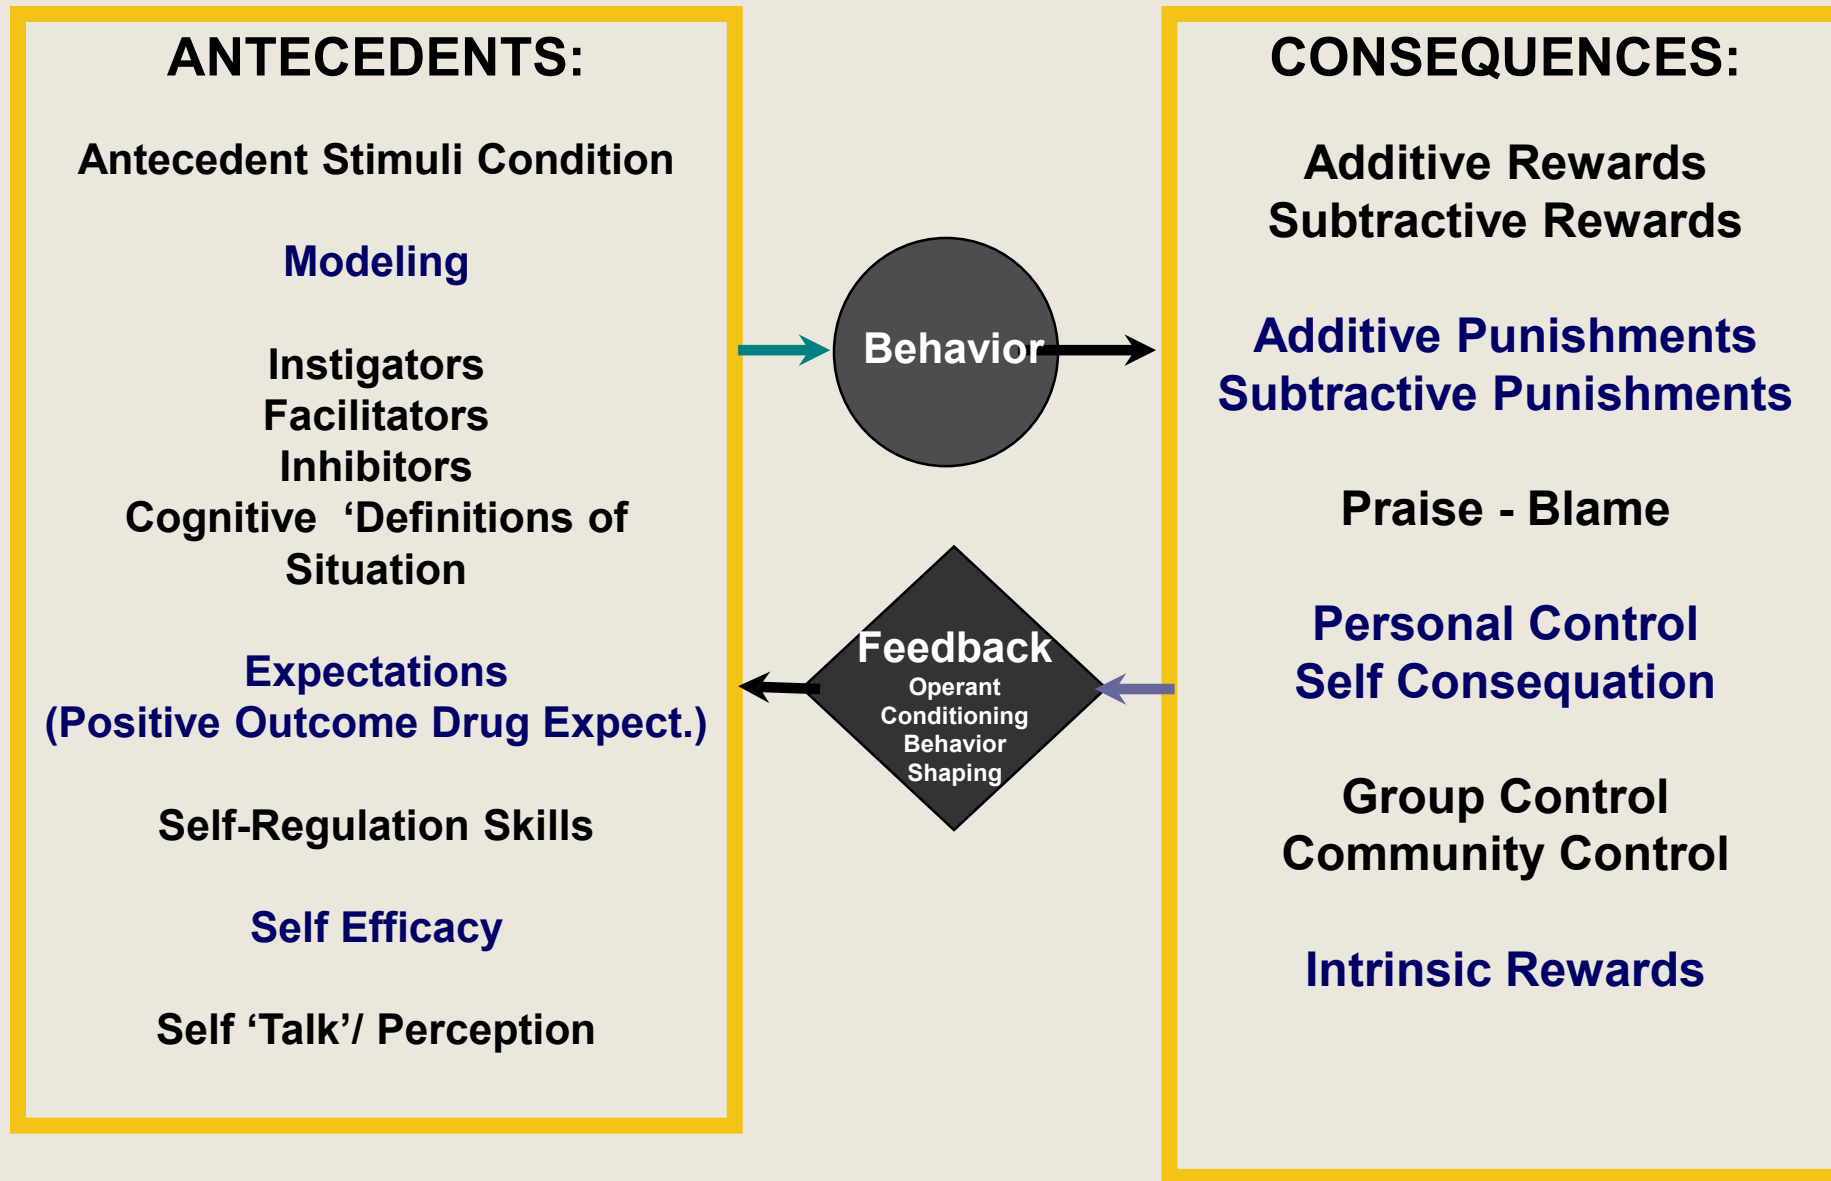 ANTECEDENTS:
Antecedent Stimuli Condition
Modeling
Instigators
Facilitators
Inhibitors
Cognitive  ‘Definitions of
Situation
Expectations
(Positive Outcome Drug Expect.)
Self-Regulation Skills
Self Efficacy
Self ‘Talk’/ Perception
Behavior
Feedback
Operant
Conditioning
Behavior
Shaping
CONSEQUENCES:
Additive Rewards
Subtractive Rewards
Additive Punishments
Subtractive Punishments
Praise - Blame
Personal Control
Self Consequation
Group Control
Community Control
Intrinsic Rewards